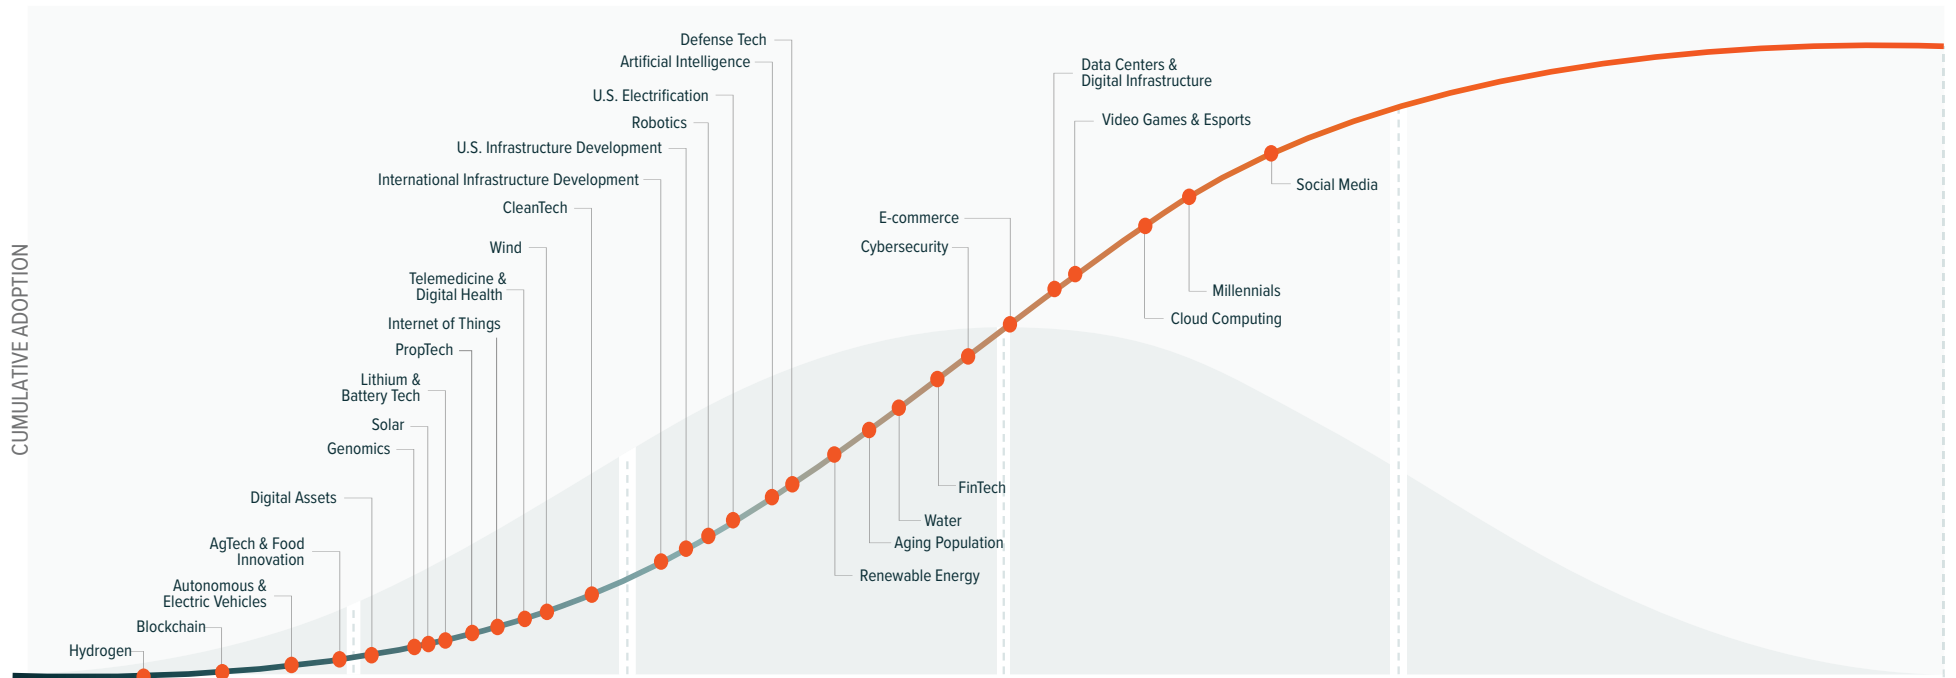 Defense Tech
Artificial Intelligence
U.S. Electrification
Robotics
U.S. Infrastructure Development
International Infrastructure Development
CleanTech
Wind
Telemedicine &
Digital Health
Internet of Things
PropTech
Lithium &
Battery Tech
Solar
Genomics
Digital Assets
AgTech & Food
Innovation
Autonomous &
Electric Vehicles
Blockchain
Hydrogen
CUMULATIVE ADOPTION
Data Centers &
Digital Infrastructure
Video Games & Esports
Social Media
E-commerce
Cybersecurity
Millennials
Cloud Computing
FinTech
Water
Aging Population
Renewable Energy